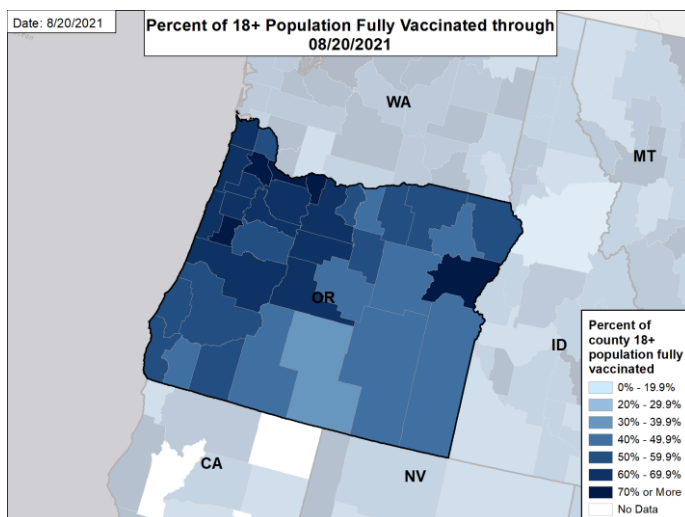 Date: 8/20/2021
Percent of 18+ Population Fully Vaccinated through
08/20/2021
WA
MT
OR
ID
CA
NV
Percent of
county 18+
population fully
vaccinated
0% - 19.9%
20% - 29.9%
30% - 39.9%
40% - 49.9%
50% - 59.9%
60% - 69.9%
70% or More
No Data